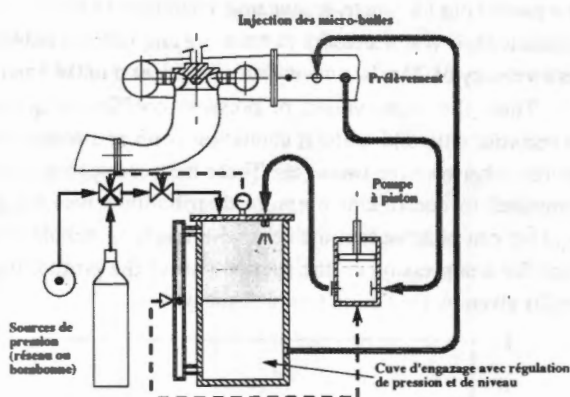 Injection des micro-bulles
Prélèvement
Pompe
à piston
Sources de
pression (réseau ou
bombonne)
Cuve d'engazage avec régulation
de pression et de niveau